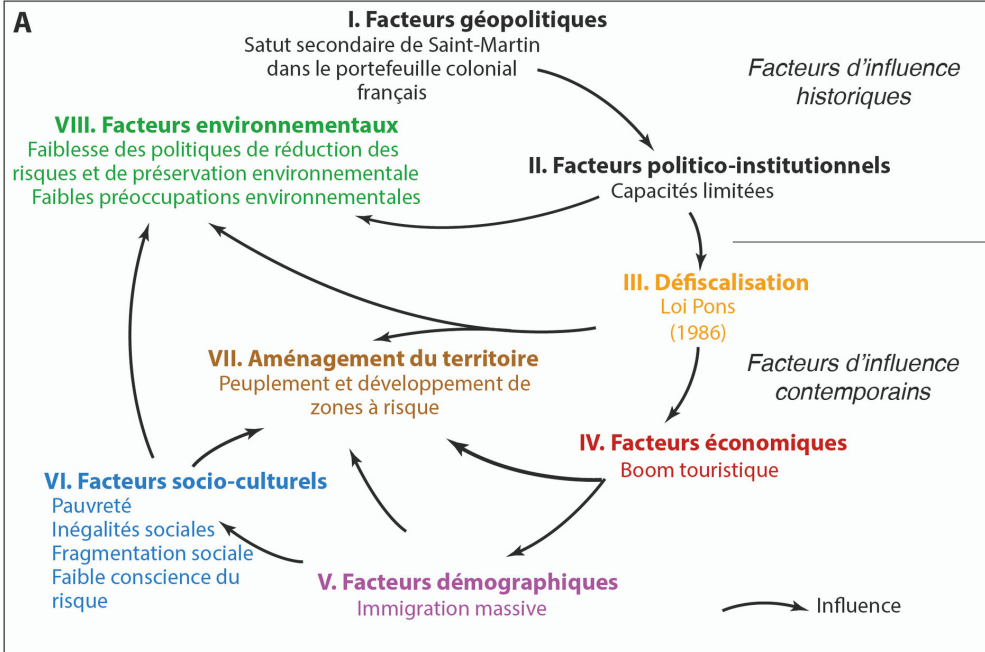 A
I. Facteurs géopolitiques
Satut secondaire de Saint-Martin
dans le portefeuille colonial
français
Facteurs d'influence
historiques
VIII. Facteurs environnementaux
Faiblesse des politiques de réduction des
risques et de préservation environnementale
Faibles préoccupations environnementales
II. Facteurs politico-institutionnels
Capacités limitées
III. Défiscalisation
Loi Pons
(1986)
VII. Aménagement du territoire
Peuplement et développement de
zones à risque
Facteurs d'influence
contemporains
IV. Facteurs économiques
Boom touristique
VI. Facteurs socio-culturels
Pauvreté
Inégalités sociales
Fragmentation sociale
Faible conscience du
risque
V. Facteurs démographiques
Immigration massive
Influence